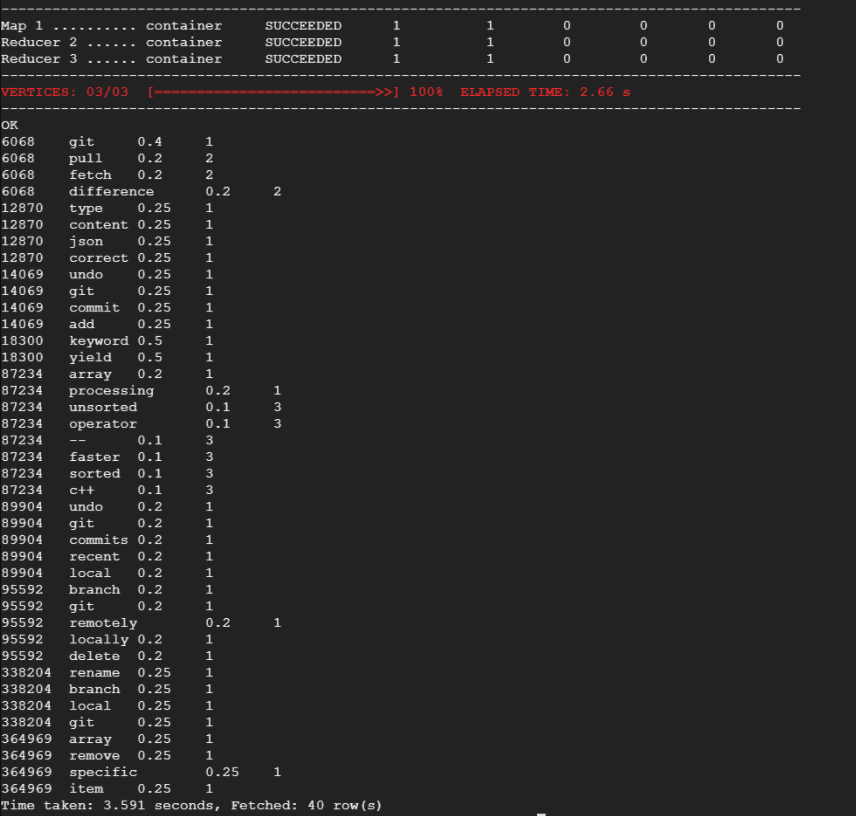 --------------------------------------------------------------------------------
Map 1 .......... container SUCCEEDED 1 1 0 0 0 0
Reducer 2 ...... container SUCCEEDED 1 1 0 0 0 0
Reducer 3 ...... container SUCCEEDED 1 1 0 0 0 0
--------------------------------------------------------------------------------
VERTICES: 03/03 [==========================>>] 100% ELAPSED TIME: 2.66 s
--------------------------------------------------------------------------------
OK
6068 git 0.4 1
6068 pull 0.2 2
6068 fetch 0.2 2
6068 difference 0.2 2
12870 type 0.25 1
12870 content 0.25 1
12870 json 0.25 1
12870 correct 0.25 1
14069 undo 0.25 1
14069 git 0.25 1
14069 commit 0.25 1
14069 add 0.25 1
18300 keyword 0.5 1
18300 yield 0.5 1
87234 array 0.2 1
87234 processing 0.2 1
87234 unsorted 0.1 3
87234 operator 0.1 3
87234 -- 0.1 3
87234 faster 0.1 3
87234 sorted 0.1 3
87234 c++ 0.1 3
89904 undo 0.2 1
89904 git 0.2 1
89904 commits 0.2 1
89904 recent 0.2 1
89904 local 0.2 1
95592 branch 0.2 1
95592 git 0.2 1
95592 remotely 0.2 1
95592 locally 0.2 1
95592 delete 0.2 1
338204 rename 0.25 1
338204 branch 0.25 1
338204 local 0.25 1
338204 git 0.25 1
364969 array 0.25 1
364969 remove 0.25 1
364969 specific 0.25 1
364969 item 0.25 1
Time taken: 3.591 seconds, Fetched: 40 row(s)